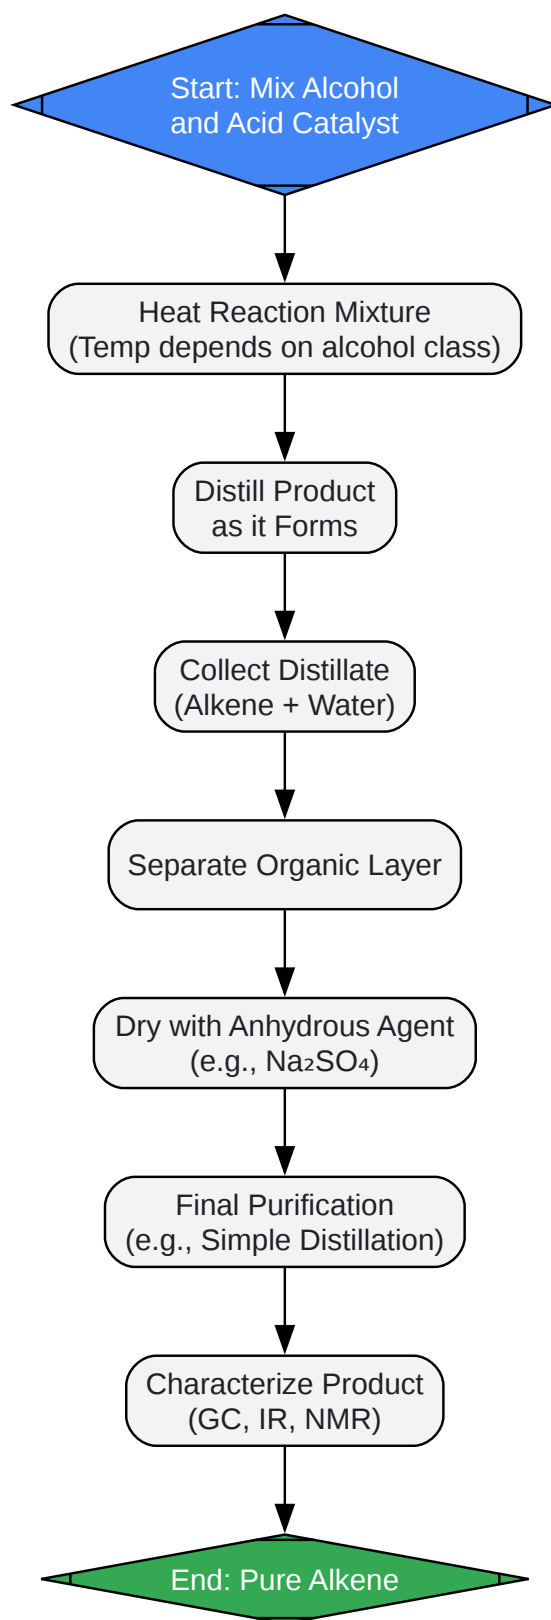 Start: Mix Alcohol
and Acid Catalyst
Heat Reaction Mixture
(Temp depends on alcohol class)
Distill Product
as it Forms
Collect Distillate
(Alkene + Water)
Separate Organic Layer
Dry with Anhydrous Agent
(e.g., Na₂SO₄)
Final Purification
(e.g., Simple Distillation)
Characterize Product
(GC, IR, NMR)
End: Pure Alkene